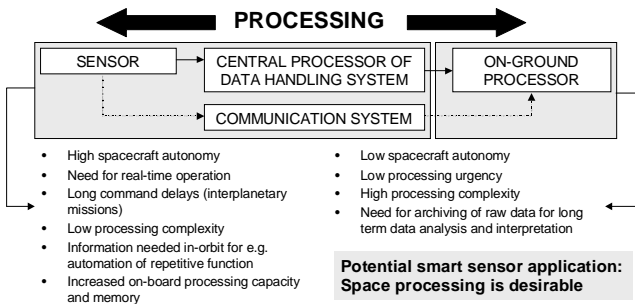 PROCESSING
SENSOR
CENTRAL PROCESSOR OF
DATA HANDLING SYSTEM
ON-GROUND
PROCESSOR
COMMUNICATION SYSTEM
• High spacecraft autonomy
• Need for real-time operation
• Long command delays (interplanetary
missions)
• Low processing complexity
• Information needed in-orbit for e.g.
automation of repetitive function
• Increased on-board processing capacity
and memory
• Low spacecraft autonomy
• Low processing urgency
• High processing complexity
• Need for archiving of raw data for long
term data analysis and interpretation
Potential smart sensor application:
Space processing is desirable